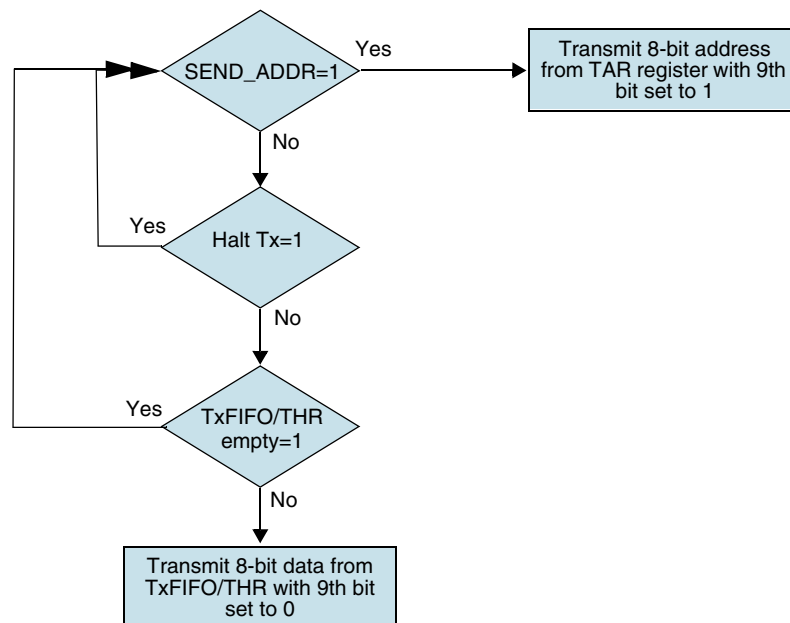 SEND_ADDR=1
Yes
Transmit 8-bit address
from TAR register with 9th
bit set to 1
No
Yes
Halt Tx=1
No
Yes
TxFIFO/THR
empty=1
No
Transmit 8-bit data from
TxFIFO/THR with 9th bit
set to 0